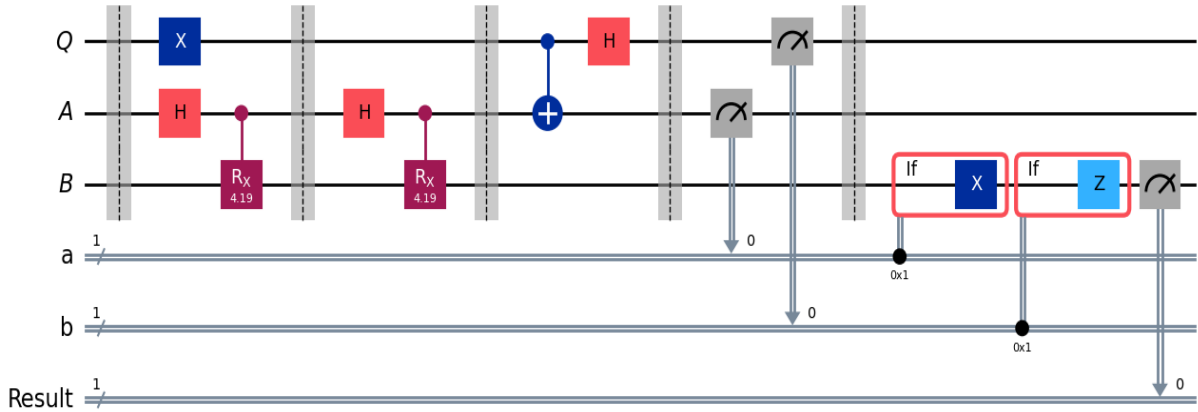 Q X H
A H H
B Rx 4.19 Rx 4.19 If X If Z
a 1 0 0x1
b 1 0 0x1
Result 1 0